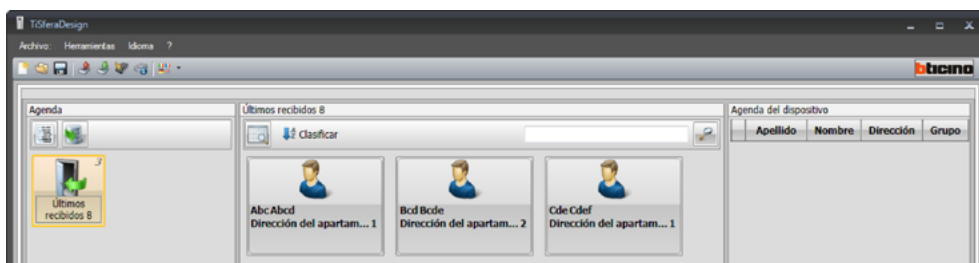 TiSferaDesign
Archivo: Herramientas Idioma ?
bticino
Agenda
Últimos recibidos 8
Agenda del dispositivo
Clasificar
Apellido Nombre Dirección Grupo
3
Últimos
recibidos 8
Abc Abcd
Dirección del apartam... 1
Bcd Bcde
Dirección del apartam... 2
Cde Cdef
Dirección del apartam... 1